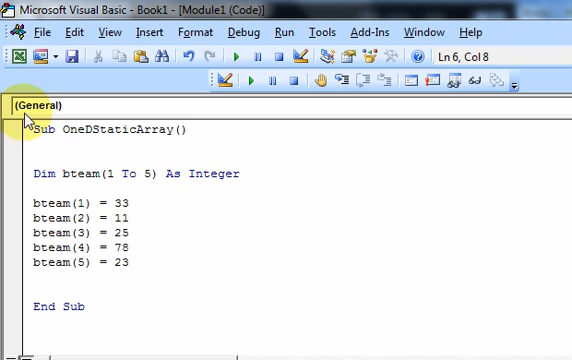 Microsoft Visual Basic - Book1 - [Module1 (Code)]
File Edit View Insert Format Debug Run Tools Add-Ins Window Help
Ln 6, Col 8
(General)
Sub OneDStaticArray()
Dim bteam(1 To 5) As Integer
bteam(1) = 33
bteam(2) = 11
bteam(3) = 25
bteam(4) = 78
bteam(5) = 23
End Sub